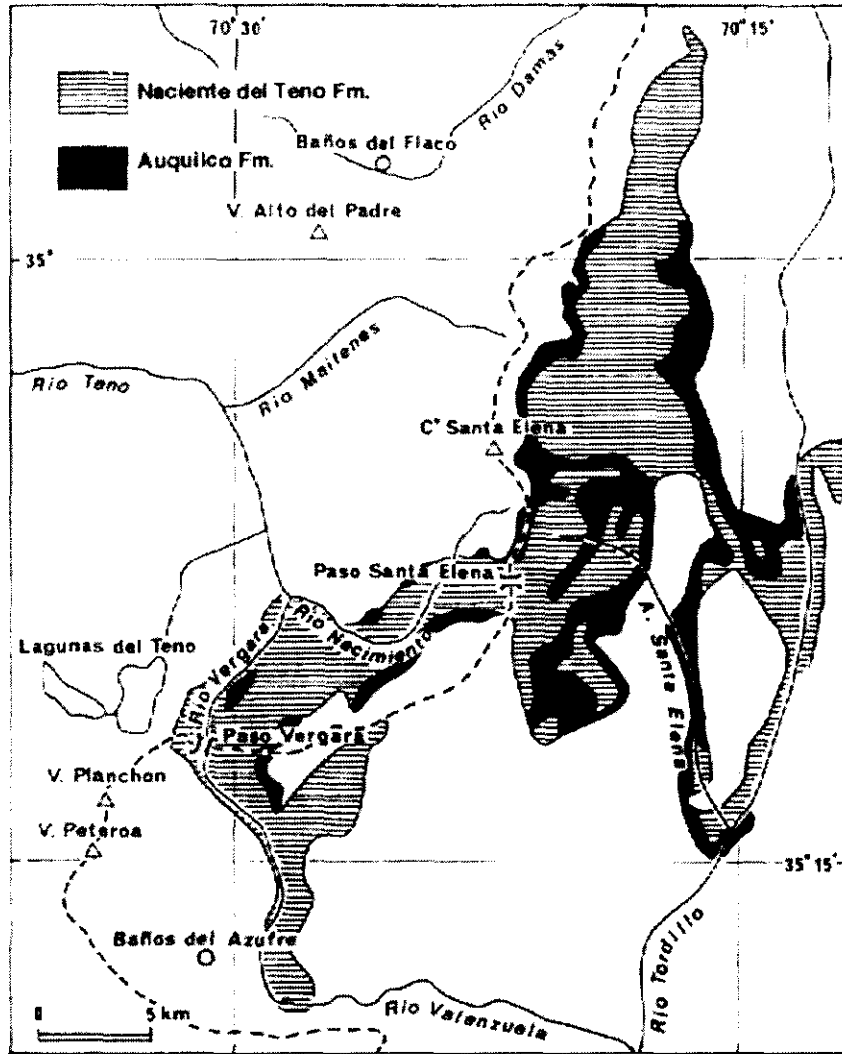 70° 30'
70° 15'
Naciente del Teno Fm.
Rio Damas
Baños del Flaco
Auquilco Fm.
V. Alto del Padre
35°
Rio Maitenes
Rio Teno
C° Santa Elena
Paso Santa Elena
Rio Nacimiento
Rio Vergara
Lagunas del Teno
A. Santa Elena
Paso Vergara
V. Planchon
V. Peteroa
35° 15'
Baños del Azufre
Rio Tordillo
Rio Valenzuela
5 km